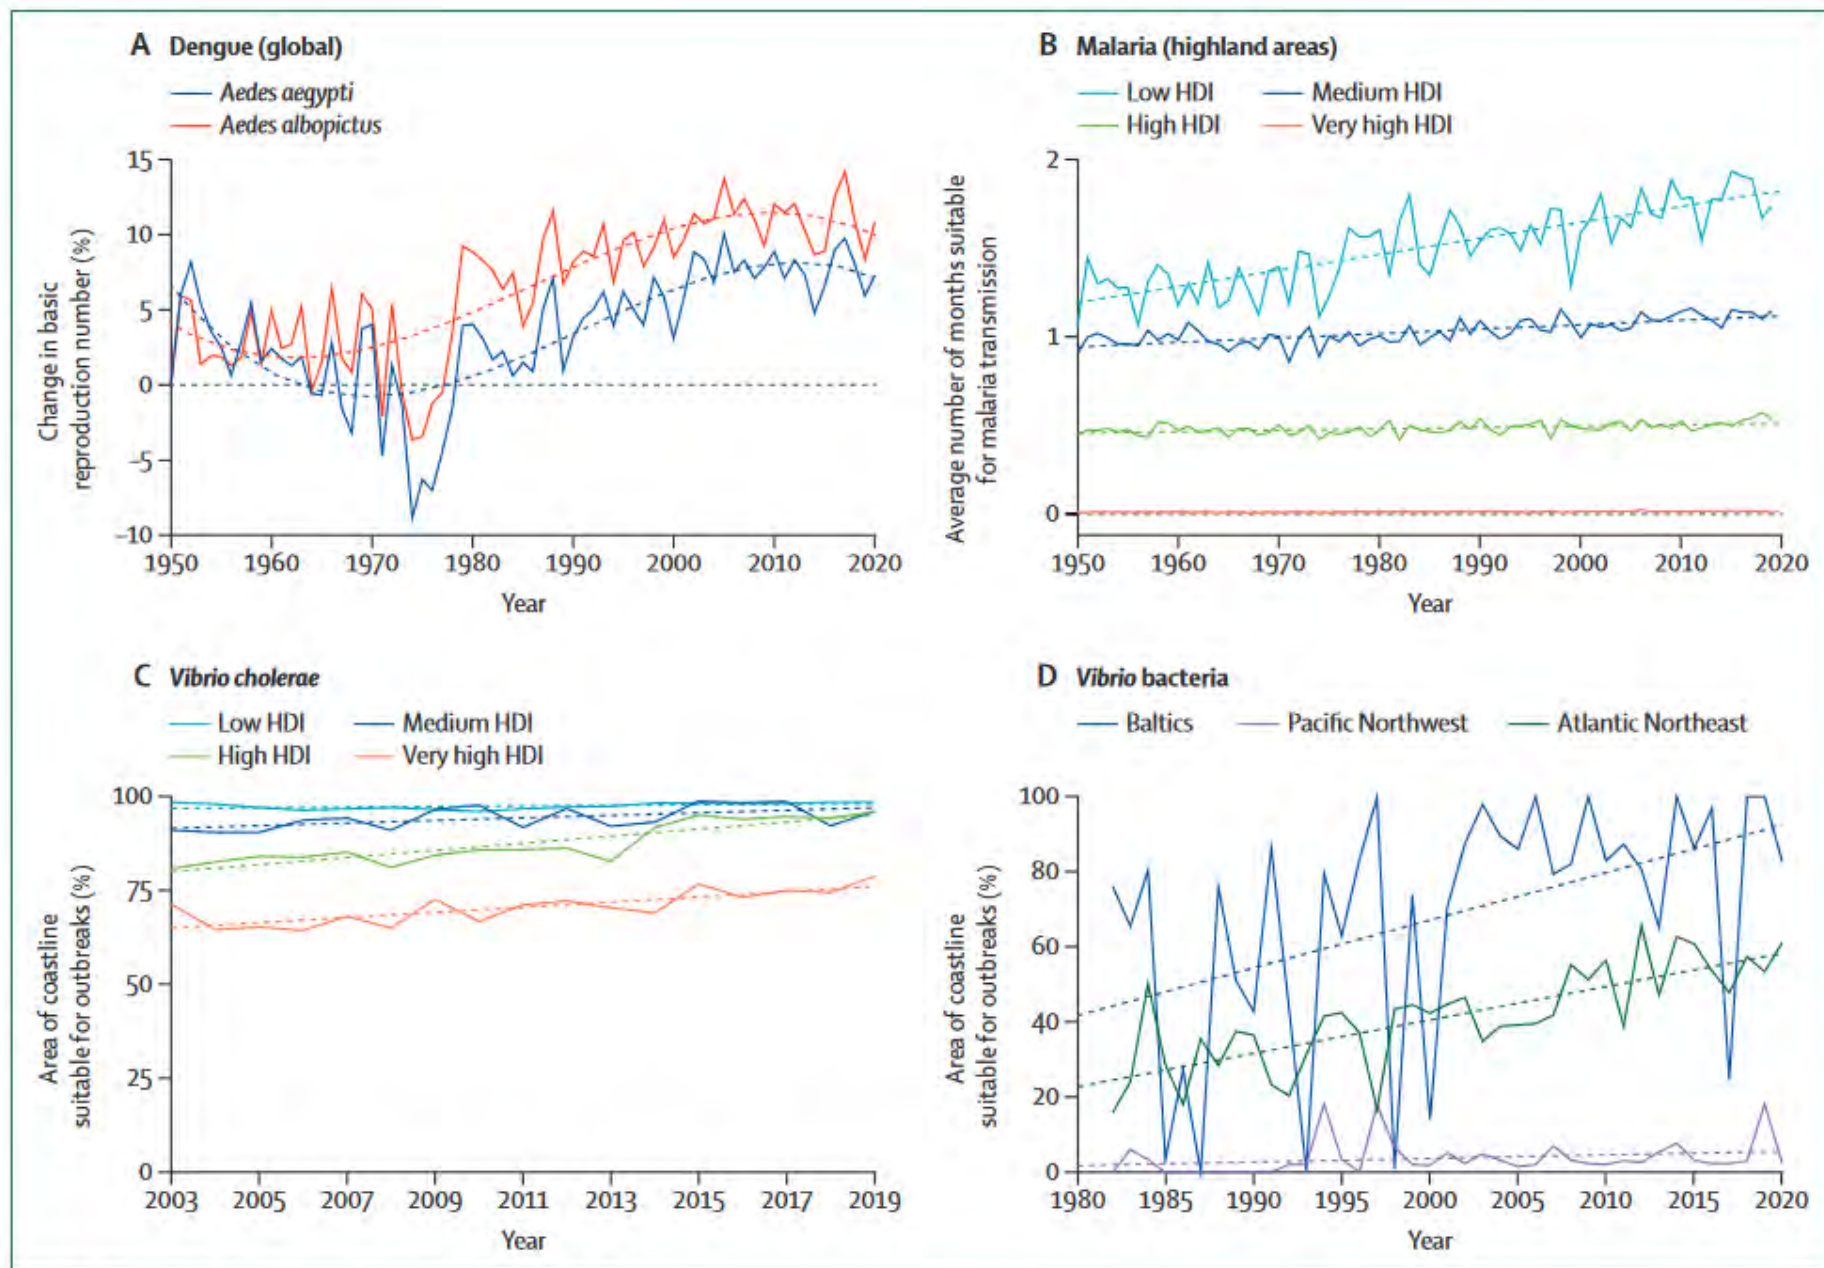 A Dengue (global)
Aedes aegypti
Aedes albopictus
Change in basic
reproduction number (%)
15
10
5
0
–5
–10
1950 1960 1970 1980 1990 2000 2010 2020
Year
B Malaria (highland areas)
Low HDI Medium HDI
High HDI Very high HDI
Average number of months suitable
for malaria transmission
2
1
0
1950 1960 1970 1980 1990 2000 2010 2020
Year
C Vibrio cholerae
Low HDI Medium HDI
High HDI Very high HDI
Area of coastline
suitable for outbreaks (%)
100
75
50
25
0
2003 2005 2007 2009 2011 2013 2015 2017 2019
Year
D Vibrio bacteria
Baltics Pacific Northwest Atlantic Northeast
Area of coastline
suitable for outbreaks (%)
100
80
60
40
20
0
1980 1985 1990 1995 2000 2005 2010 2015 2020
Year